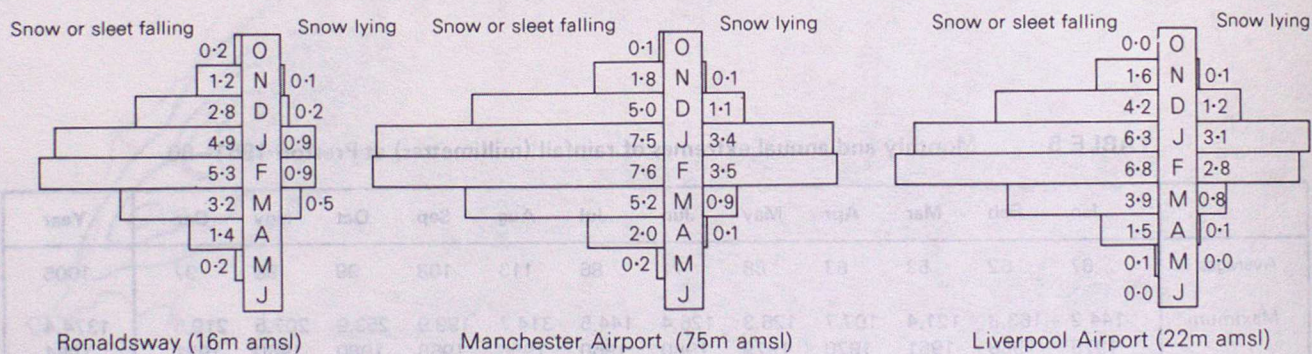 Snow or sleet falling Snow lying
0·2 O
1·2 N 0·1
2·8 D 0·2
4·9 J 0·9
5·3 F 0·9
3·2 M 0·5
1·4 A
0·2 M
J
Ronaldsway (16m amsl)
Snow or sleet falling Snow lying
0·1 O
1·8 N 0·1
5·0 D 1·1
7·5 J 3·4
7·6 F 3·5
5·2 M 0·9
2·0 A 0·1
0·2 M
J
Manchester Airport (75m amsl)
Snow or sleet falling Snow lying
0·0 O
1·6 N 0·1
4·2 D 1·2
6·3 J 3·1
6·8 F 2·8
3·9 M 0·8
1·5 A 0·1
0·1 M 0·0
0·0 J
Liverpool Airport (22m amsl)